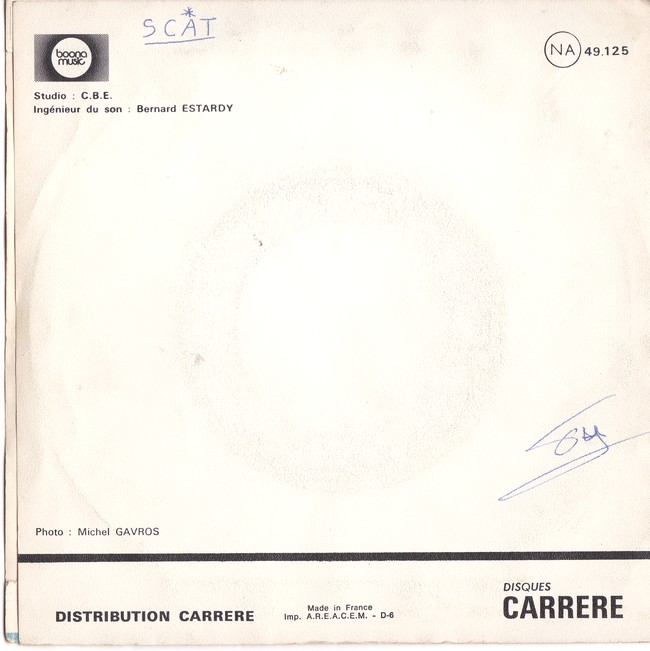 SCAT
boona
music
NA 49.125
Studio : C.B.E.
Ingénieur du son : Bernard ESTARDY
Photo : Michel GAVROS
DISTRIBUTION CARRERE
Made in France
Imp. A.R.E.A.C.E.M. - D-6
DISQUES
CARRERE